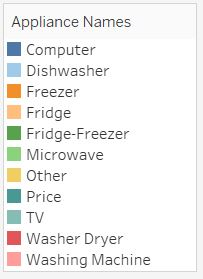 Appliance Names
Computer
Dishwasher
Freezer
Fridge
Fridge-Freezer
Microwave
Other
Price
TV
Washer Dryer
Washing Machine